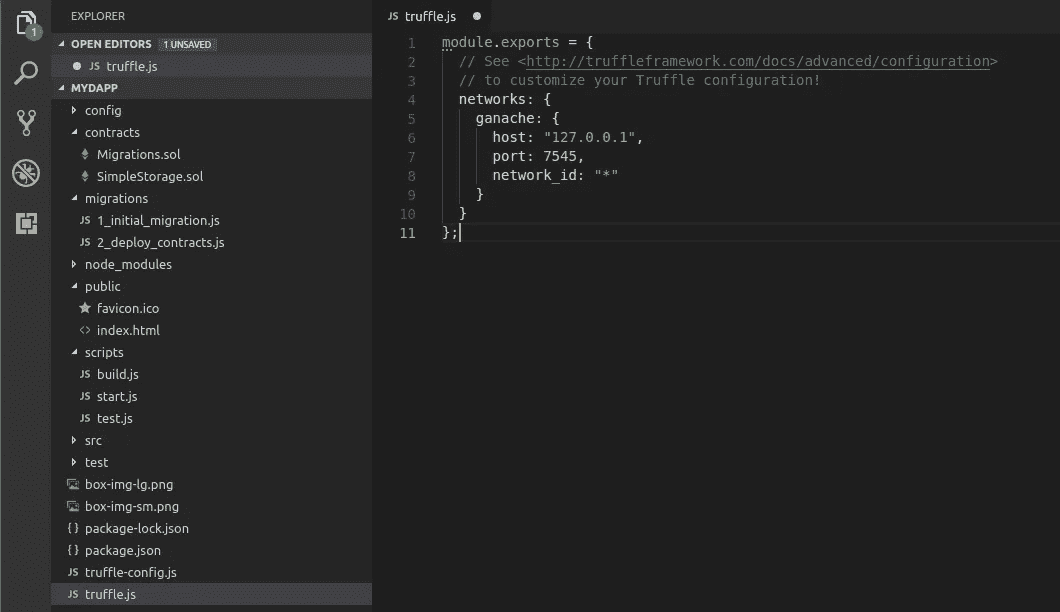 EXPLORER
OPEN EDITORS 1 UNSAVED
JS truffle.js
MYDAPP
config
contracts
Migrations.sol
SimpleStorage.sol
migrations
JS 1_initial_migration.js
JS 2_deploy_contracts.js
node_modules
public
favicon.ico
<> index.html
scripts
JS build.js
JS start.js
JS test.js
src
test
box-img-lg.png
box-img-sm.png
{ } package-lock.json
{ } package.json
JS truffle-config.js
JS truffle.js
1
JS truffle.js
1 module.exports = {
2 // See <http://truffleframework.com/docs/advanced/configuration>
3 // to customize your Truffle configuration!
4 networks: {
5 ganache: {
6 host: "127.0.0.1",
7 port: 7545,
8 network_id: "*"
9 }
10 }
11 };